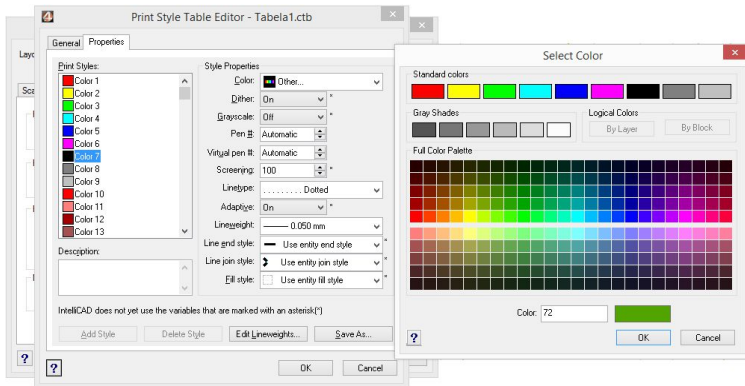 Print Style Table Editor - Tabela1.ctb
General
Properties
Print Styles:
Color 1
Color 2
Color 3
Color 4
Color 5
Color 6
Color 7
Color 8
Color 9
Color 10
Color 11
Color 12
Color 13
Description:
Style Properties
Color: Other...
Dither: On *
Grayscale: Off *
Pen #: Automatic
Virtual pen #: Automatic
Screening: 100
Linetype: . . . . . . . . . Dotted
Adaptive: On *
Lineweight: 0.050 mm
Line end style: Use entity end style *
Line join style: Use entity join style *
Fill style: Use entity fill style *
IntelliCAD does not yet use the variables that are marked with an asterisk(*)
Add Style
Delete Style
Edit Lineweights...
Save As...
?
OK
Cancel
Select Color
Standard colors
Gray Shades
Logical Colors
By Layer
By Block
Full Color Palette
Color: 72
?
OK
Cancel
?